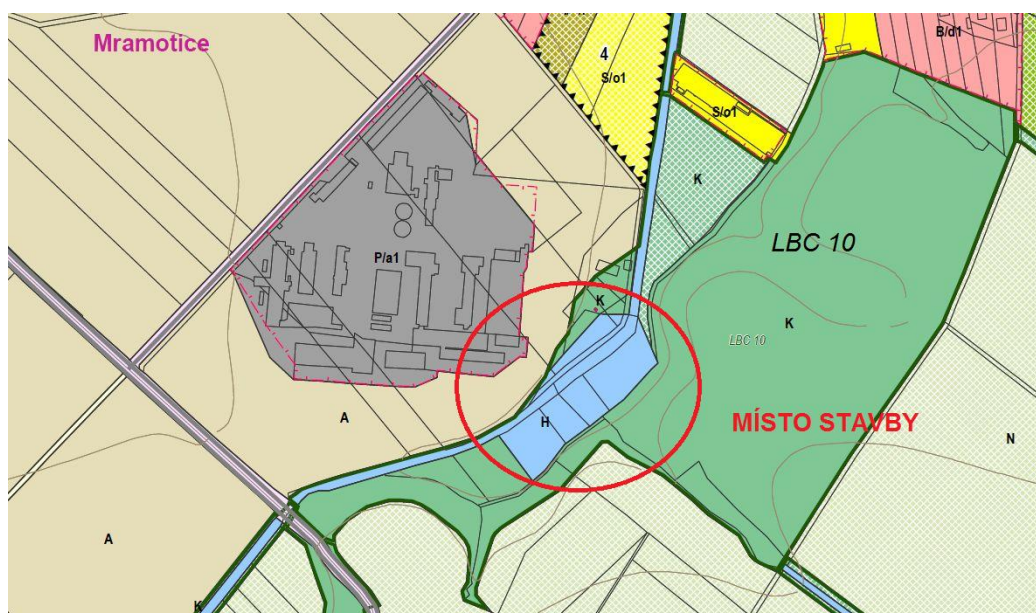 Mramotice
4
S/o1
B/d1
S/o1
K
LBC 10
P/a1
K
K
LBC 10
MÍSTO STAVBY
A
H
N
A
K